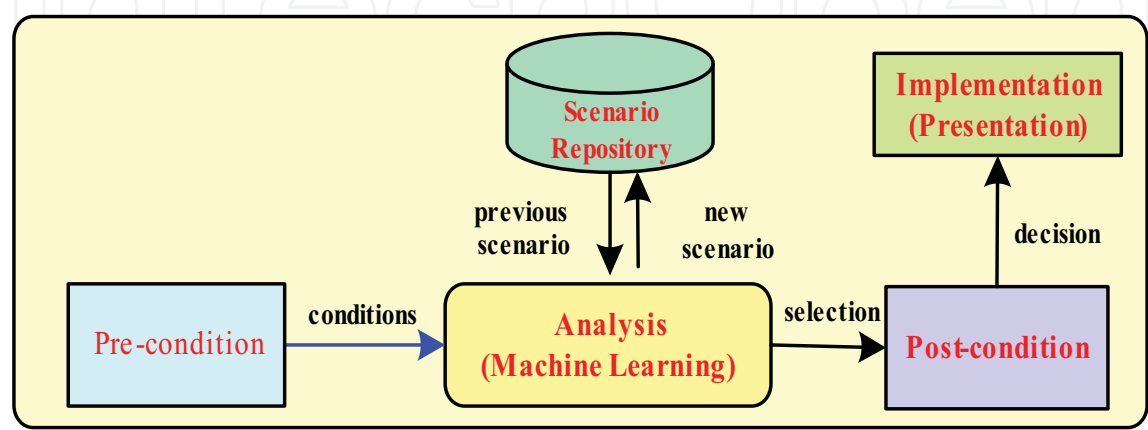 Scenario
Repository
Implementation
(Presentation)
previous
scenario
new
scenario
decision
Pre-condition
conditions
Analysis
(Machine Learning)
selection
Post-condition